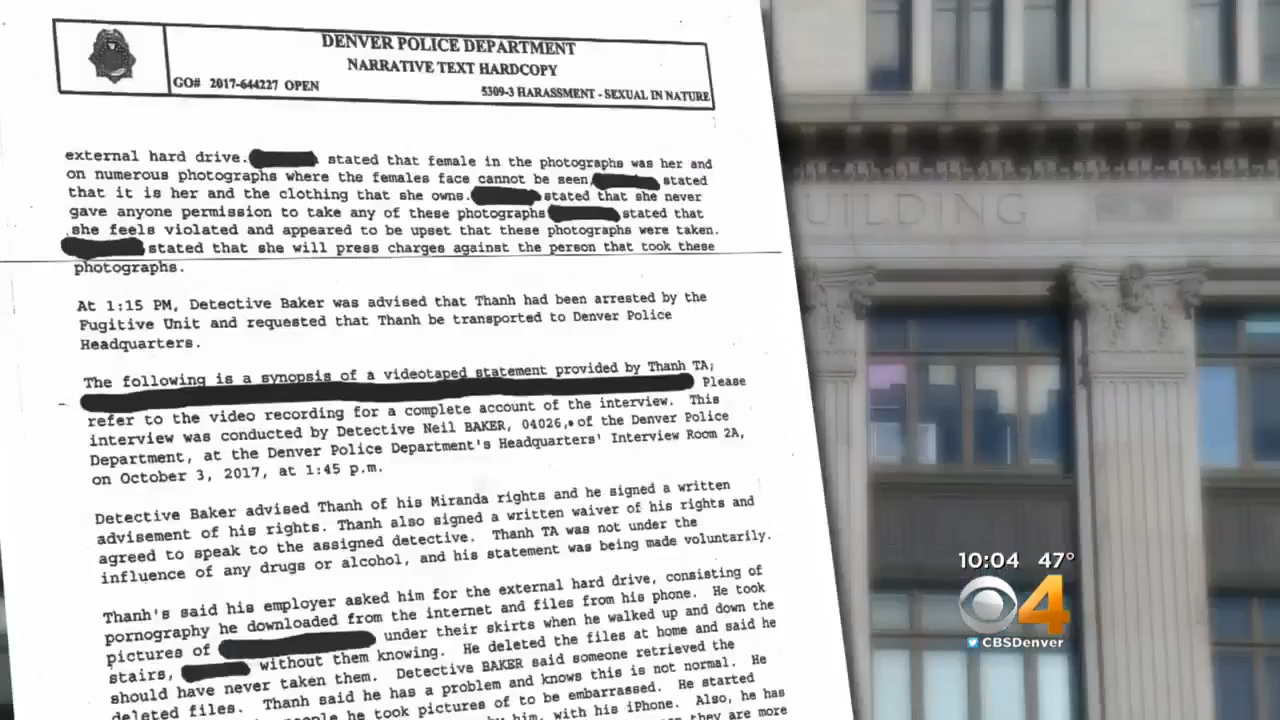 DENVER POLICE DEPARTMENT
NARRATIVE TEXT HARDCOPY
GO# 2017-644227 OPEN
5309-3 HARASSMENT - SEXUAL IN NATURE
external hard drive. stated that female in the photographs was her and
on numerous photographs where the females face cannot be seen, stated
that it is her and the clothing that she owns. stated that she never
gave anyone permission to take any of these photographs stated that
she feels violated and appeared to be upset that these photographs were taken.
stated that she will press charges against the person that took these
photographs.
At 1:15 PM, Detective Baker was advised that Thanh had been arrested by the
Fugitive Unit and requested that Thanh be transported to Denver Police
Headquarters.
The following is a synopsis of a videotaped statement provided by Thanh TA;
Please
refer to the video recording for a complete account of the interview. This
interview was conducted by Detective Neil BAKER, 04026, of the Denver Police
Department, at the Denver Police Department's Headquarters' Interview Room 2A,
on October 3, 2017, at 1:45 p.m.
Detective Baker advised Thanh of his Miranda rights and he signed a written
advisement of his rights. Thanh also signed a written waiver of his rights and
agreed to speak to the assigned detective. Thanh TA was not under the
influence of any drugs or alcohol, and his statement was being made voluntarily.
Thanh's said his employer asked him for the external hard drive, consisting of
pornography he downloaded from the internet and files from his phone. He took
pictures of under their skirts when he walked up and down the
stairs, without them knowing. He deleted the files at home and said he
should have never taken them. Detective BAKER said someone retrieved the
deleted files. Thanh said he has a problem and knows this is not normal. He
people he took pictures of to be embarrassed. He started
by him, with his iPhone. Also, he has
they are more
UILDING
10:04 47°
4
CBSDenver